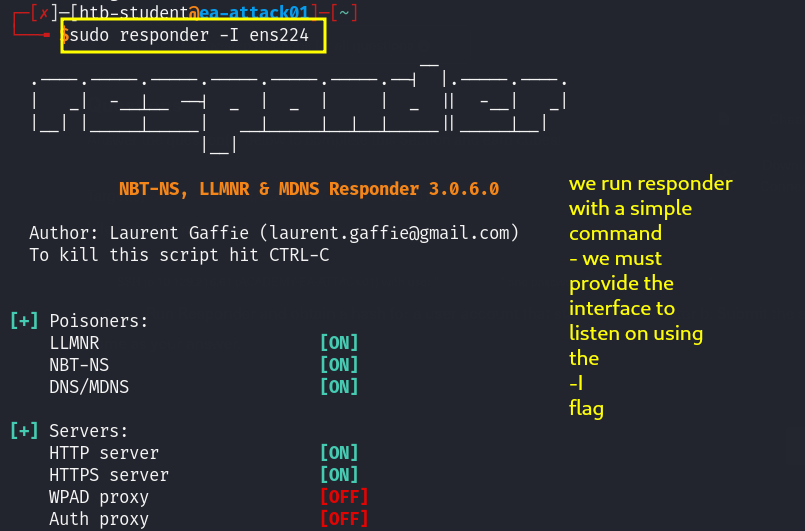 [✗]─[htb-student@ea-attack01]─[~]
$sudo responder -I ens224
responder
NBT-NS, LLMNR & MDNS Responder 3.0.6.0
Author: Laurent Gaffie (laurent.gaffie@gmail.com)
To kill this script hit CTRL-C
[+] Poisoners:
LLMNR [ON]
NBT-NS [ON]
DNS/MDNS [ON]
[+] Servers:
HTTP server [ON]
HTTPS server [ON]
WPAD proxy [OFF]
Auth proxy [OFF]
we run responder
with a simple
command
- we must
provide the
interface to
listen on using
the
-I
flag